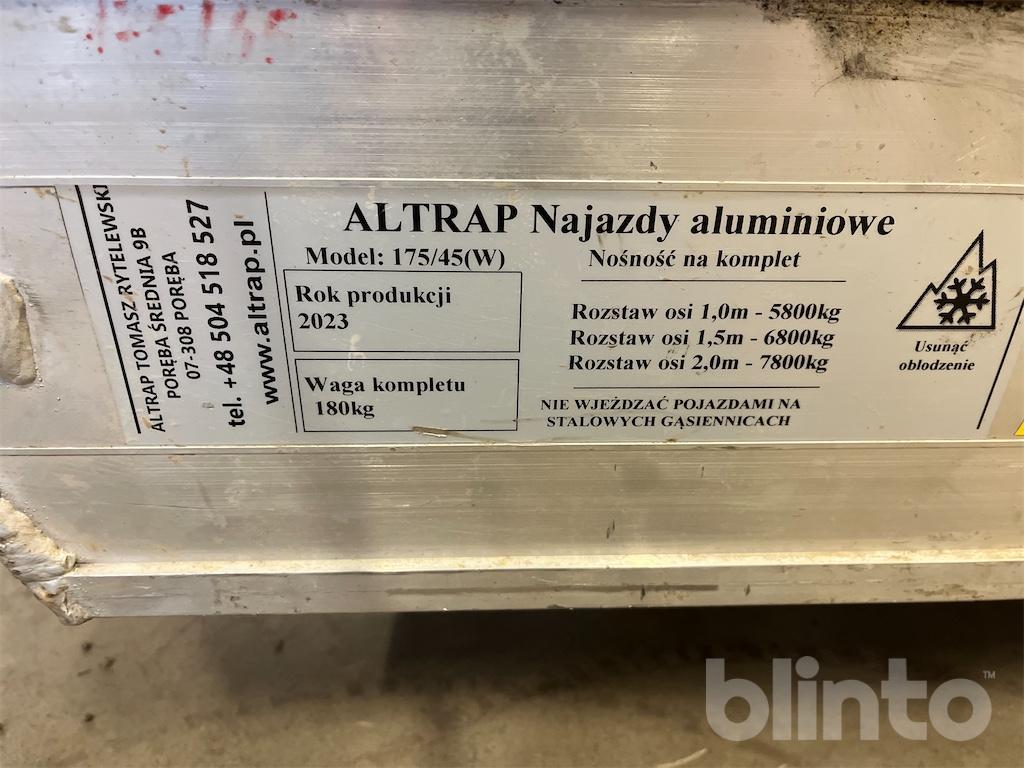 ALTRAP TOMASZ RYTELEWSKI
PORĘBA ŚREDNIA 9B
07-308 PORĘBA
tel. +48 504 518 527
www.altrap.pl
ALTRAP Najazdy aluminiowe
Model: 175/45(W)
Rok produkcji
2023
Waga kompletu
180kg
Nośność na komplet
Rozstaw osi 1,0m - 5800kg
Rozstaw osi 1,5m - 6800kg
Rozstaw osi 2,0m - 7800kg
NIE WJEŻDZAĆ POJAZDAMI NA
STALOWYCH GĄSIENNICACH
Usunąć
oblodzenie
blinto™